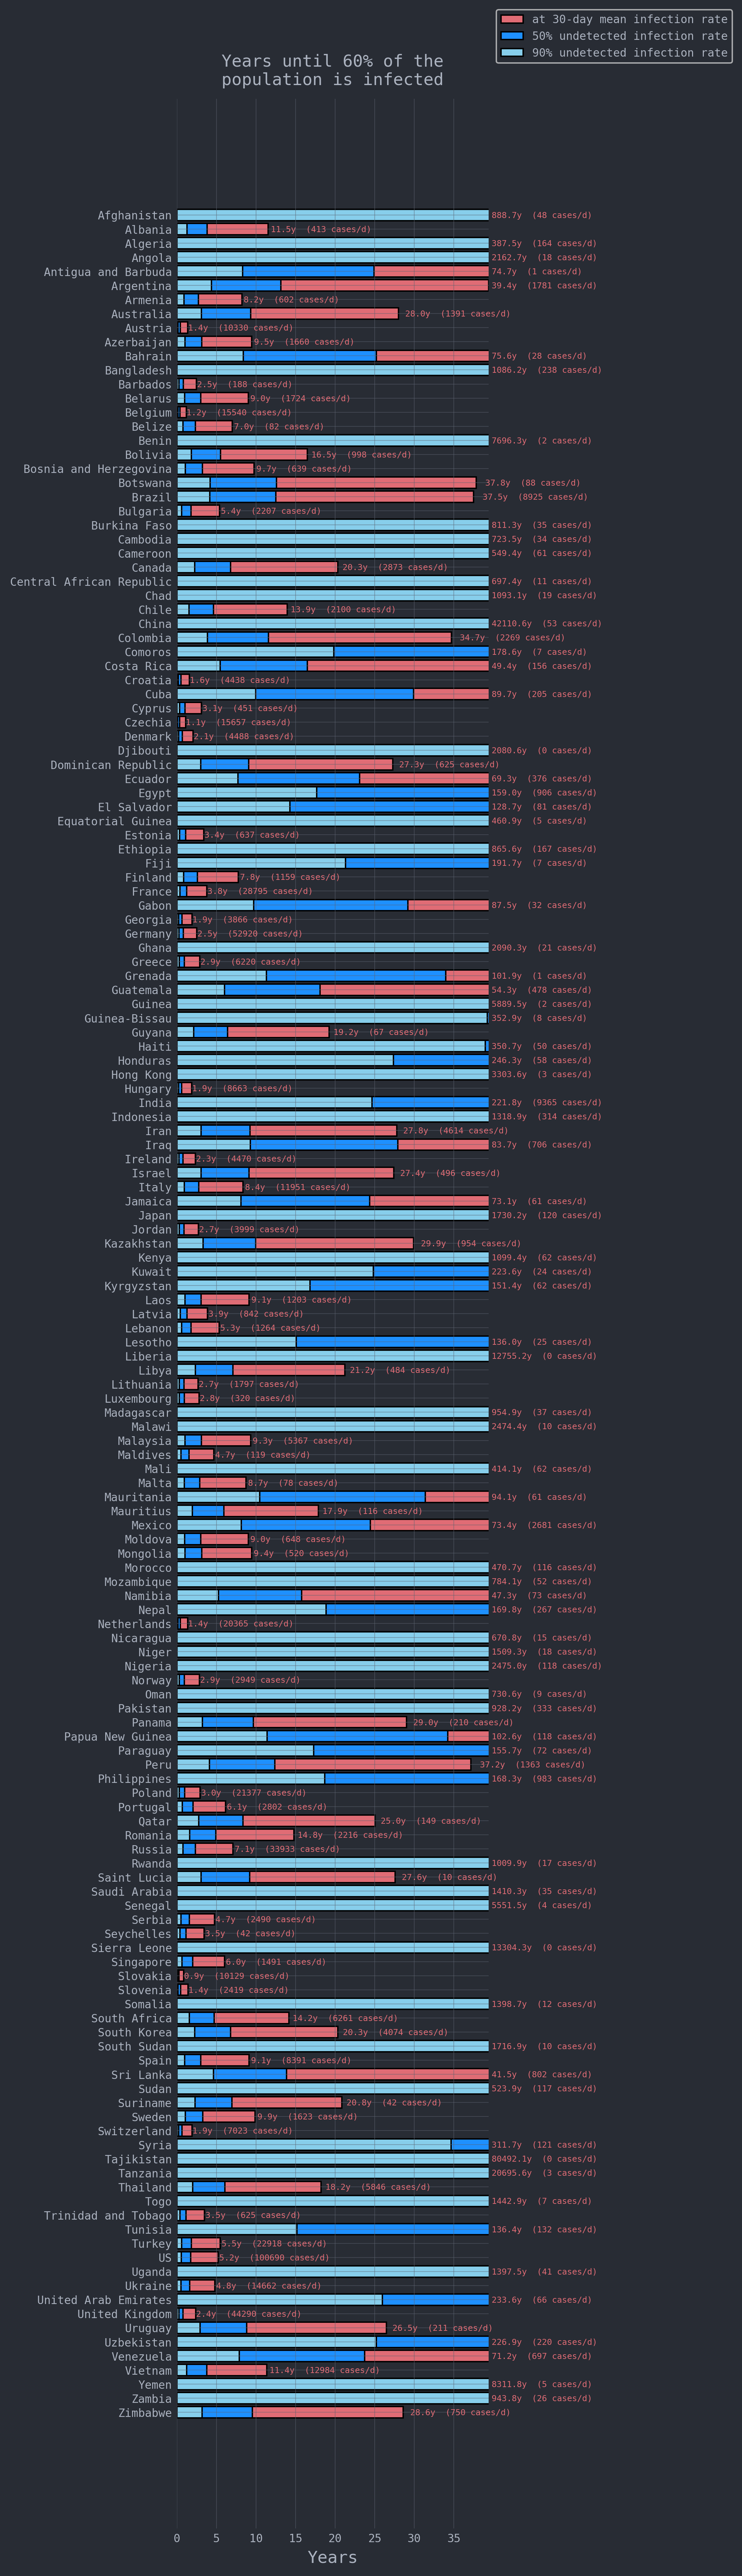 at 30-day mean infection rate
50% undetected infection rate
90% undetected infection rate
Years until 60% of the
population is infected
Afghanistan 888.7y (48 cases/d)
Albania 11.5y (413 cases/d)
Algeria 387.5y (164 cases/d)
Angola 2162.7y (18 cases/d)
Antigua and Barbuda 74.7y (1 cases/d)
Argentina 39.4y (1781 cases/d)
Armenia 8.2y (602 cases/d)
Australia 28.0y (1391 cases/d)
Austria 1.4y (10330 cases/d)
Azerbaijan 9.5y (1660 cases/d)
Bahrain 75.6y (28 cases/d)
Bangladesh 1086.2y (238 cases/d)
Barbados 2.5y (188 cases/d)
Belarus 9.0y (1724 cases/d)
Belgium 1.2y (15540 cases/d)
Belize 7.0y (82 cases/d)
Benin 7696.3y (2 cases/d)
Bolivia 16.5y (998 cases/d)
Bosnia and Herzegovina 9.7y (639 cases/d)
Botswana 37.8y (88 cases/d)
Brazil 37.5y (8925 cases/d)
Bulgaria 5.4y (2207 cases/d)
Burkina Faso 811.3y (35 cases/d)
Cambodia 723.5y (34 cases/d)
Cameroon 549.4y (61 cases/d)
Canada 20.3y (2873 cases/d)
Central African Republic 697.4y (11 cases/d)
Chad 1093.1y (19 cases/d)
Chile 13.9y (2100 cases/d)
China 42110.6y (53 cases/d)
Colombia 34.7y (2269 cases/d)
Comoros 178.6y (7 cases/d)
Costa Rica 49.4y (156 cases/d)
Croatia 1.6y (4438 cases/d)
Cuba 89.7y (205 cases/d)
Cyprus 3.1y (451 cases/d)
Czechia 1.1y (15657 cases/d)
Denmark 2.1y (4488 cases/d)
Djibouti 2080.6y (0 cases/d)
Dominican Republic 27.3y (625 cases/d)
Ecuador 69.3y (376 cases/d)
Egypt 159.0y (906 cases/d)
El Salvador 128.7y (81 cases/d)
Equatorial Guinea 460.9y (5 cases/d)
Estonia 3.4y (637 cases/d)
Ethiopia 865.6y (167 cases/d)
Fiji 191.7y (7 cases/d)
Finland 7.8y (1159 cases/d)
France 3.8y (28795 cases/d)
Gabon 87.5y (32 cases/d)
Georgia 1.9y (3866 cases/d)
Germany 2.5y (52920 cases/d)
Ghana 2090.3y (21 cases/d)
Greece 2.9y (6220 cases/d)
Grenada 101.9y (1 cases/d)
Guatemala 54.3y (478 cases/d)
Guinea 5889.5y (2 cases/d)
Guinea-Bissau 352.9y (8 cases/d)
Guyana 19.2y (67 cases/d)
Haiti 350.7y (50 cases/d)
Honduras 246.3y (58 cases/d)
Hong Kong 3303.6y (3 cases/d)
Hungary 1.9y (8663 cases/d)
India 221.8y (9365 cases/d)
Indonesia 1318.9y (314 cases/d)
Iran 27.8y (4614 cases/d)
Iraq 83.7y (706 cases/d)
Ireland 2.3y (4470 cases/d)
Israel 27.4y (496 cases/d)
Italy 8.4y (11951 cases/d)
Jamaica 73.1y (61 cases/d)
Japan 1730.2y (120 cases/d)
Jordan 2.7y (3999 cases/d)
Kazakhstan 29.9y (954 cases/d)
Kenya 1099.4y (62 cases/d)
Kuwait 223.6y (24 cases/d)
Kyrgyzstan 151.4y (62 cases/d)
Laos 9.1y (1203 cases/d)
Latvia 3.9y (842 cases/d)
Lebanon 5.3y (1264 cases/d)
Lesotho 136.0y (25 cases/d)
Liberia 12755.2y (0 cases/d)
Libya 21.2y (484 cases/d)
Lithuania 2.7y (1797 cases/d)
Luxembourg 2.8y (320 cases/d)
Madagascar 954.9y (37 cases/d)
Malawi 2474.4y (10 cases/d)
Malaysia 9.3y (5367 cases/d)
Maldives 4.7y (119 cases/d)
Mali 414.1y (62 cases/d)
Malta 8.7y (78 cases/d)
Mauritania 94.1y (61 cases/d)
Mauritius 17.9y (116 cases/d)
Mexico 73.4y (2681 cases/d)
Moldova 9.0y (648 cases/d)
Mongolia 9.4y (520 cases/d)
Morocco 470.7y (116 cases/d)
Mozambique 784.1y (52 cases/d)
Namibia 47.3y (73 cases/d)
Nepal 169.8y (267 cases/d)
Netherlands 1.4y (20365 cases/d)
Nicaragua 670.8y (15 cases/d)
Niger 1509.3y (18 cases/d)
Nigeria 2475.0y (118 cases/d)
Norway 2.9y (2949 cases/d)
Oman 730.6y (9 cases/d)
Pakistan 928.2y (333 cases/d)
Panama 29.0y (210 cases/d)
Papua New Guinea 102.6y (118 cases/d)
Paraguay 155.7y (72 cases/d)
Peru 37.2y (1363 cases/d)
Philippines 168.3y (983 cases/d)
Poland 3.0y (21377 cases/d)
Portugal 6.1y (2802 cases/d)
Qatar 25.0y (149 cases/d)
Romania 14.8y (2216 cases/d)
Russia 7.1y (33933 cases/d)
Rwanda 1009.9y (17 cases/d)
Saint Lucia 27.6y (10 cases/d)
Saudi Arabia 1410.3y (35 cases/d)
Senegal 5551.5y (4 cases/d)
Serbia 4.7y (2490 cases/d)
Seychelles 3.5y (42 cases/d)
Sierra Leone 13304.3y (0 cases/d)
Singapore 6.0y (1491 cases/d)
Slovakia 0.9y (10129 cases/d)
Slovenia 1.4y (2419 cases/d)
Somalia 1398.7y (12 cases/d)
South Africa 14.2y (6261 cases/d)
South Korea 20.3y (4074 cases/d)
South Sudan 1716.9y (10 cases/d)
Spain 9.1y (8391 cases/d)
Sri Lanka 41.5y (802 cases/d)
Sudan 523.9y (117 cases/d)
Suriname 20.8y (42 cases/d)
Sweden 9.9y (1623 cases/d)
Switzerland 1.9y (7023 cases/d)
Syria 311.7y (121 cases/d)
Tajikistan 80492.1y (0 cases/d)
Tanzania 20695.6y (3 cases/d)
Thailand 18.2y (5846 cases/d)
Togo 1442.9y (7 cases/d)
Trinidad and Tobago 3.5y (625 cases/d)
Tunisia 136.4y (132 cases/d)
Turkey 5.5y (22918 cases/d)
US 5.2y (100690 cases/d)
Uganda 1397.5y (41 cases/d)
Ukraine 4.8y (14662 cases/d)
United Arab Emirates 233.6y (66 cases/d)
United Kingdom 2.4y (44290 cases/d)
Uruguay 26.5y (211 cases/d)
Uzbekistan 226.9y (220 cases/d)
Venezuela 71.2y (697 cases/d)
Vietnam 11.4y (12984 cases/d)
Yemen 8311.8y (5 cases/d)
Zambia 943.8y (26 cases/d)
Zimbabwe 28.6y (750 cases/d)
0 5 10 15 20 25 30 35
Years